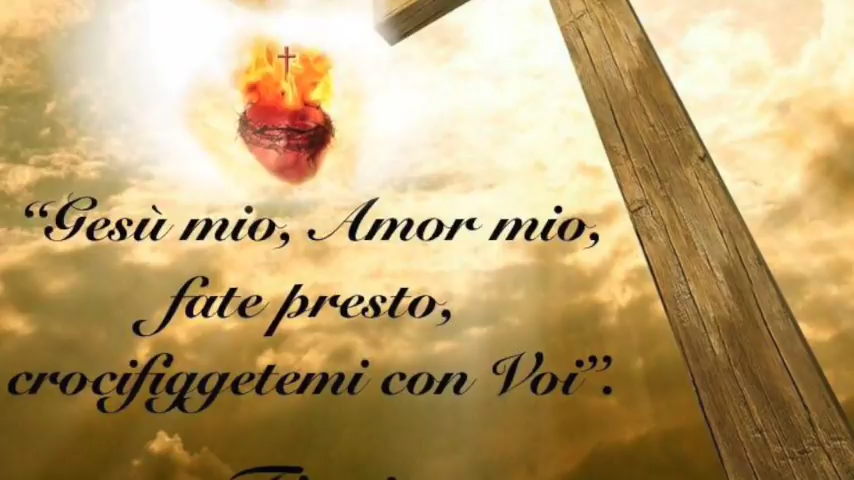 “Gesù mio, Amor mio,
fate presto,
crocifiggetemi con Voi”.